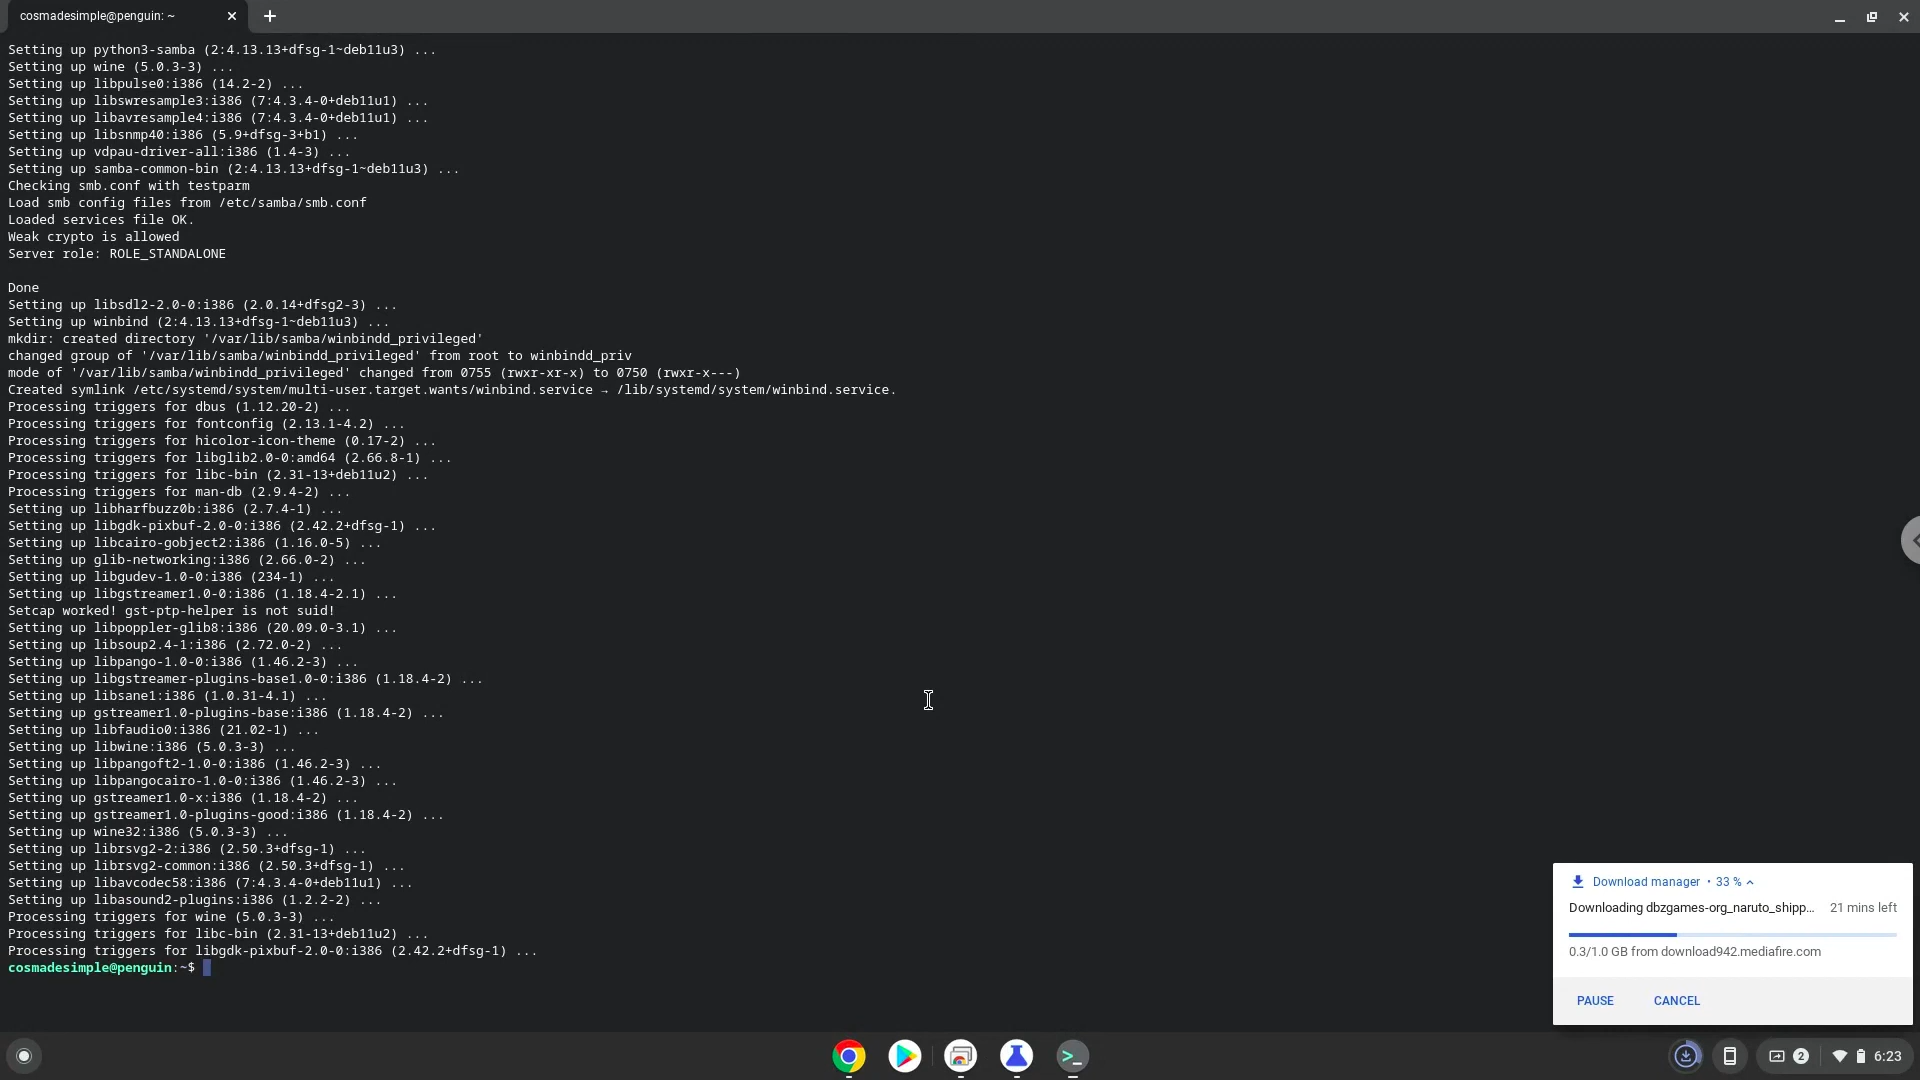 cosmadesimple@penguin: ~
Setting up python3-samba (2:4.13.13+dfsg-1~deb11u3) ...
Setting up wine (5.0.3-3) ...
Setting up libpulse0:i386 (14.2-2) ...
Setting up libswresample3:i386 (7:4.3.4-0+deb11u1) ...
Setting up libavresample4:i386 (7:4.3.4-0+deb11u1) ...
Setting up libsnmp40:i386 (5.9+dfsg-3+b1) ...
Setting up vdpau-driver-all:i386 (1.4-3) ...
Setting up samba-common-bin (2:4.13.13+dfsg-1~deb11u3) ...
Checking smb.conf with testparm
Load smb config files from /etc/samba/smb.conf
Loaded services file OK.
Weak crypto is allowed
Server role: ROLE_STANDALONE
Done
Setting up libsdl2-2.0-0:i386 (2.0.14+dfsg2-3) ...
Setting up winbind (2:4.13.13+dfsg-1~deb11u3) ...
mkdir: created directory '/var/lib/samba/winbindd_privileged'
changed group of '/var/lib/samba/winbindd_privileged' from root to winbindd_priv
mode of '/var/lib/samba/winbindd_privileged' changed from 0755 (rwxr-xr-x) to 0750 (rwxr-x---)
Created symlink /etc/systemd/system/multi-user.target.wants/winbind.service → /lib/systemd/system/winbind.service.
Processing triggers for dbus (1.12.20-2) ...
Processing triggers for fontconfig (2.13.1-4.2) ...
Processing triggers for hicolor-icon-theme (0.17-2) ...
Processing triggers for libglib2.0-0:amd64 (2.66.8-1) ...
Processing triggers for libc-bin (2.31-13+deb11u2) ...
Processing triggers for man-db (2.9.4-2) ...
Setting up libharfbuzz0b:i386 (2.7.4-1) ...
Setting up libgdk-pixbuf-2.0-0:i386 (2.42.2+dfsg-1) ...
Setting up libcairo-gobject2:i386 (1.16.0-5) ...
Setting up glib-networking:i386 (2.66.0-2) ...
Setting up libgudev-1.0-0:i386 (234-1) ...
Setting up libgstreamer1.0-0:i386 (1.18.4-2.1) ...
Setcap worked! gst-ptp-helper is not suid!
Setting up libpoppler-glib8:i386 (20.09.0-3.1) ...
Setting up libsoup2.4-1:i386 (2.72.0-2) ...
Setting up libpango-1.0-0:i386 (1.46.2-3) ...
Setting up libgstreamer-plugins-base1.0-0:i386 (1.18.4-2) ...
Setting up libsane1:i386 (1.0.31-4.1) ...
Setting up gstreamer1.0-plugins-base:i386 (1.18.4-2) ...
Setting up libfaudio0:i386 (21.02-1) ...
Setting up libwine:i386 (5.0.3-3) ...
Setting up libpangoft2-1.0-0:i386 (1.46.2-3) ...
Setting up libpangocairo-1.0-0:i386 (1.46.2-3) ...
Setting up gstreamer1.0-x:i386 (1.18.4-2) ...
Setting up gstreamer1.0-plugins-good:i386 (1.18.4-2) ...
Setting up wine32:i386 (5.0.3-3) ...
Setting up librsvg2-2:i386 (2.50.3+dfsg-1) ...
Setting up librsvg2-common:i386 (2.50.3+dfsg-1) ...
Setting up libavcodec58:i386 (7:4.3.4-0+deb11u1) ...
Setting up libasound2-plugins:i386 (1.2.2-2) ...
Processing triggers for wine (5.0.3-3) ...
Processing triggers for libc-bin (2.31-13+deb11u2) ...
Processing triggers for libgdk-pixbuf-2.0-0:i386 (2.42.2+dfsg-1) ...
cosmadesimple@penguin:~$
Download manager • 33 %
Downloading dbzgames-org_naruto_shipp... 21 mins left
0.3/1.0 GB from download942.mediafire.com
PAUSE CANCEL
2 6:23